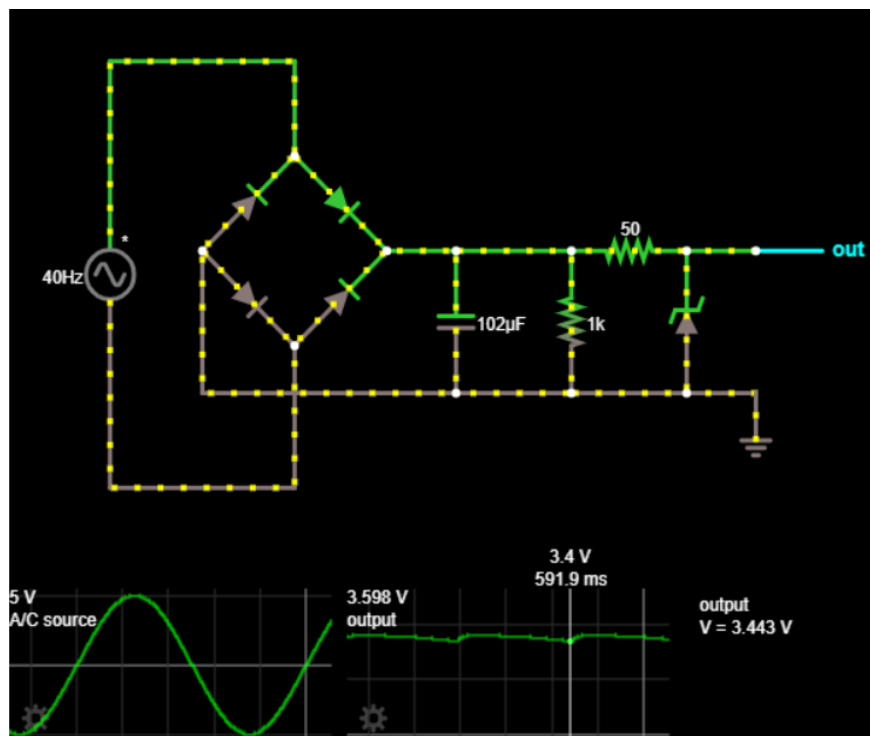 *
40Hz
50
out
102µF
1k
3.4 V
591.9 ms
5 V
A/C source
3.598 V
output
output
V = 3.443 V